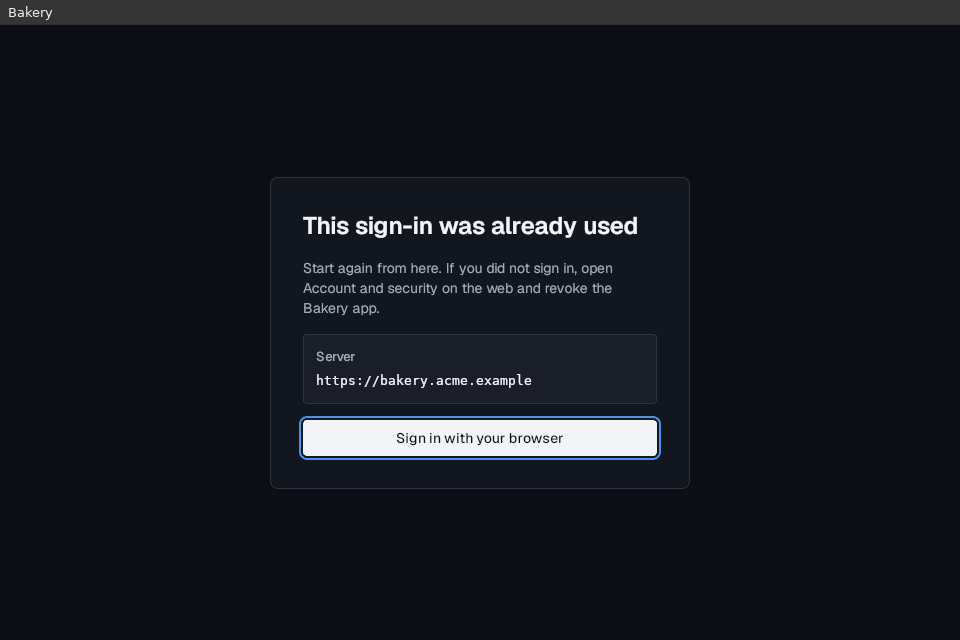 Bakery
This sign-in was already used
Start again from here. If you did not sign in, open
Account and security on the web and revoke the
Bakery app.
Server
https://bakery.acme.example
Sign in with your browser